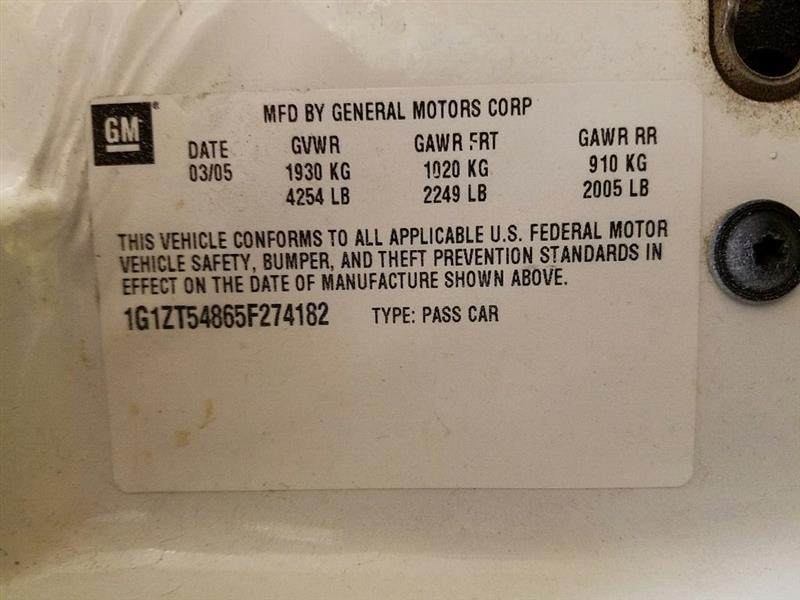 GM®
MFD BY GENERAL MOTORS CORP
DATE GVWR GAWR FRT GAWR RR
03/05 1930 KG 1020 KG 910 KG
4254 LB 2249 LB 2005 LB
THIS VEHICLE CONFORMS TO ALL APPLICABLE U.S. FEDERAL MOTOR
VEHICLE SAFETY, BUMPER, AND THEFT PREVENTION STANDARDS IN
EFFECT ON THE DATE OF MANUFACTURE SHOWN ABOVE.
1G1ZT54865F274182 TYPE: PASS CAR